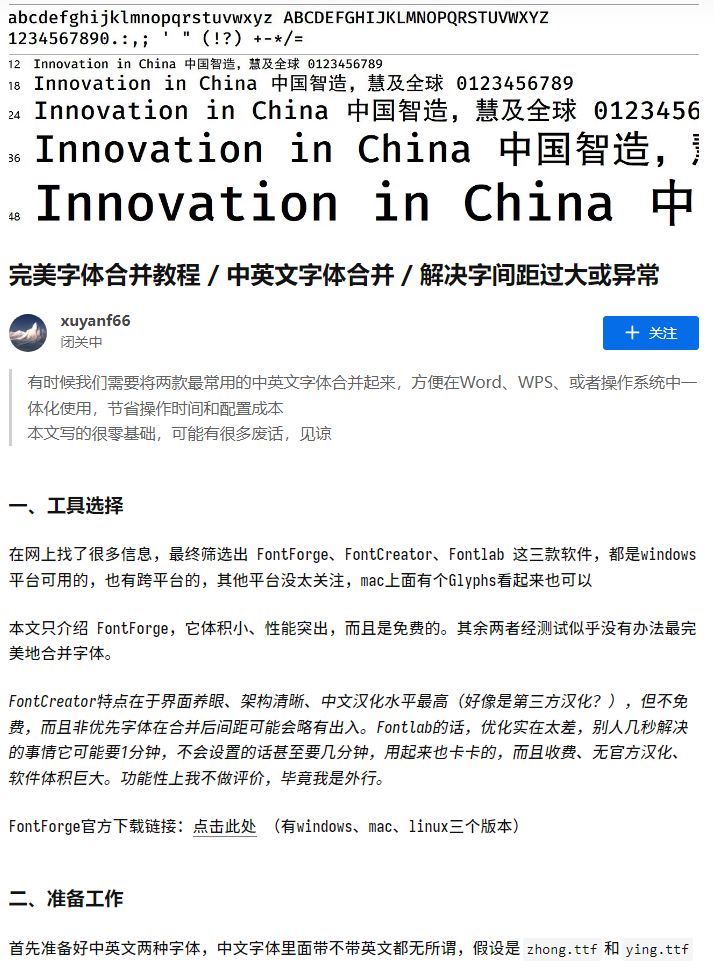 abcdefghijklmnopqrstuvwxyz ABCDEFGHIJKLMNOPQRSTUVWXYZ
1234567890.:,; ' " (!?) +-*/=
12 Innovation in China 中国智造，慧及全球 0123456789
18 Innovation in China 中国智造，慧及全球 0123456789
24 Innovation in China 中国智造，慧及全球 0123456
36 Innovation in China 中国智造，
48 Innovation in China 中
完美字体合并教程 / 中英文字体合并 / 解决字间距过大或异常
xuyanf66
闭关中
+ 关注
有时候我们需要将两款最常用的中英文字体合并起来，方便在Word、WPS、或者操作系统中一
体化使用，节省操作时间和配置成本
本文写的很零基础，可能有很多废话，见谅
一、工具选择
在网上找了很多信息，最终筛选出 FontForge、FontCreator、Fontlab 这三款软件，都是windows
平台可用的，也有跨平台的，其他平台没太关注，mac上面有个Glyphs看起来也可以
本文只介绍 FontForge，它体积小、性能突出，而且是免费的。其余两者经测试似乎没有办法最完
美地合并字体。
FontCreator特点在于界面养眼、架构清晰、中文汉化水平最高（好像是第三方汉化？），但不免
费，而且非优先字体在合并后间距可能会略有出入。Fontlab的话，优化实在太差，别人几秒解决
的事情它可能要1分钟，不会设置的话甚至要几分钟，用起来也卡卡的，而且收费、无官方汉化、
软件体积巨大。功能性上我不做评价，毕竟我是外行。
FontForge官方下载链接：点击此处 （有windows、mac、linux三个版本）
二、准备工作
首先准备好中英文两种字体，中文字体里面带不带英文都无所谓，假设是 zhong.ttf 和 ying.ttf